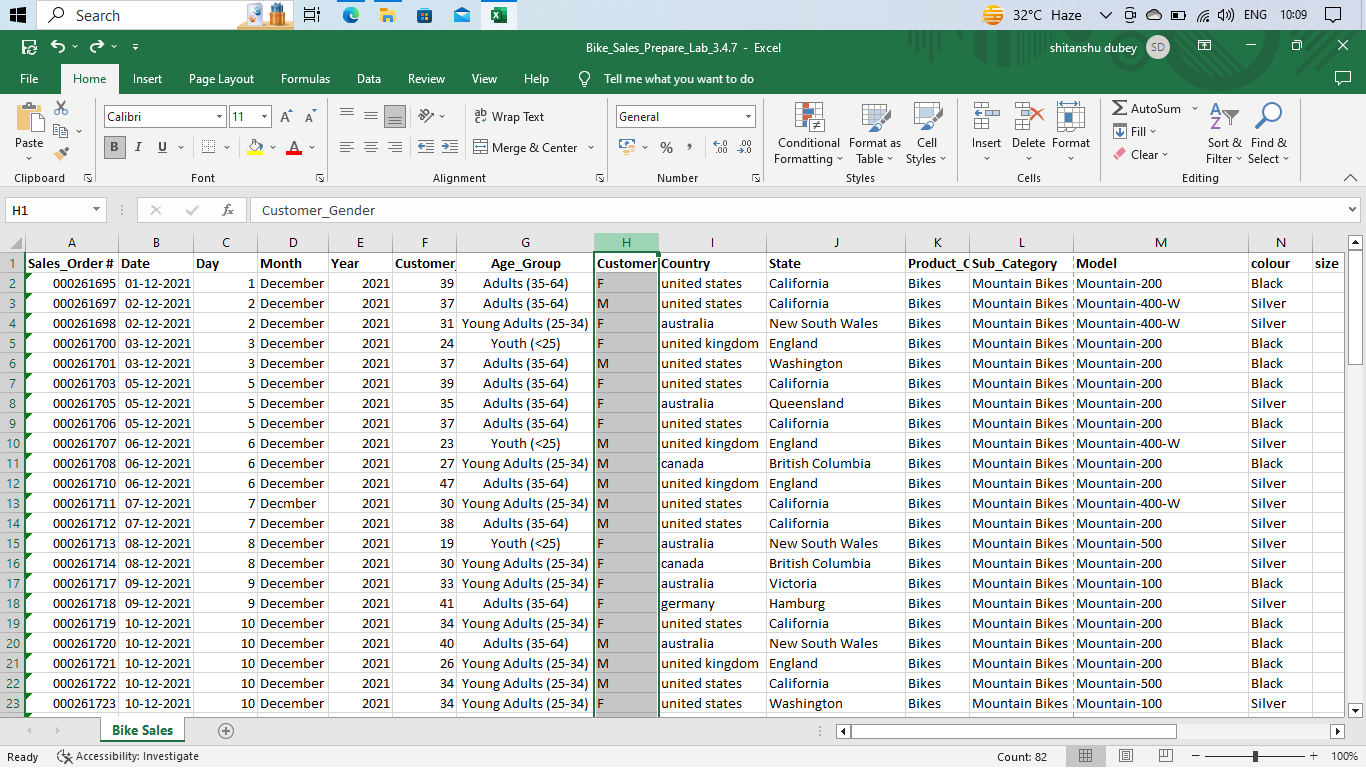 Search 32°C Haze ENG 10:09
Bike_Sales_Prepare_Lab_3.4.7 - Excel shitanshu dubey SD
File Home Insert Page Layout Formulas Data Review View Help Tell me what you want to do
Calibri 11 Wrap Text General AutoSum
Fill
Paste B I U Merge & Center % Conditional Formatting Format as Table Cell Styles Insert Delete Format Clear Sort & Filter Find & Select
Clipboard Font Alignment Number Styles Cells Editing
H1 fx Customer_Gender
A B C D E F G H I J K L M N
1 Sales_Order # Date Day Month Year Customer_ Age_Group Customer Country State Product_C Sub_Category Model colour size
2 000261695 01-12-2021 1 December 2021 39 Adults (35-64) F united states California Bikes Mountain Bikes Mountain-200 Black
3 000261697 02-12-2021 2 December 2021 37 Adults (35-64) M united states California Bikes Mountain Bikes Mountain-400-W Silver
4 000261698 02-12-2021 2 December 2021 31 Young Adults (25-34) F australia New South Wales Bikes Mountain Bikes Mountain-400-W Silver
5 000261700 03-12-2021 3 December 2021 24 Youth (<25) F united kingdom England Bikes Mountain Bikes Mountain-200 Black
6 000261701 03-12-2021 3 December 2021 37 Adults (35-64) M united states Washington Bikes Mountain Bikes Mountain-200 Black
7 000261703 05-12-2021 5 December 2021 39 Adults (35-64) F united states California Bikes Mountain Bikes Mountain-200 Black
8 000261705 05-12-2021 5 December 2021 35 Adults (35-64) F australia Queensland Bikes Mountain Bikes Mountain-200 Silver
9 000261706 05-12-2021 5 December 2021 37 Adults (35-64) F united states California Bikes Mountain Bikes Mountain-200 Black
10 000261707 06-12-2021 6 December 2021 23 Youth (<25) M united kingdom England Bikes Mountain Bikes Mountain-400-W Silver
11 000261708 06-12-2021 6 December 2021 27 Young Adults (25-34) M canada British Columbia Bikes Mountain Bikes Mountain-200 Black
12 000261710 06-12-2021 6 December 2021 47 Adults (35-64) M united kingdom England Bikes Mountain Bikes Mountain-200 Silver
13 000261711 07-12-2021 7 Decmber 2021 30 Young Adults (25-34) M united states California Bikes Mountain Bikes Mountain-400-W Silver
14 000261712 07-12-2021 7 December 2021 38 Adults (35-64) M united states California Bikes Mountain Bikes Mountain-200 Silver
15 000261713 08-12-2021 8 December 2021 19 Youth (<25) F australia New South Wales Bikes Mountain Bikes Mountain-500 Silver
16 000261714 08-12-2021 8 December 2021 30 Young Adults (25-34) F canada British Columbia Bikes Mountain Bikes Mountain-200 Silver
17 000261717 09-12-2021 9 December 2021 33 Young Adults (25-34) F australia Victoria Bikes Mountain Bikes Mountain-100 Black
18 000261718 09-12-2021 9 December 2021 41 Adults (35-64) F germany Hamburg Bikes Mountain Bikes Mountain-200 Silver
19 000261719 10-12-2021 10 December 2021 34 Young Adults (25-34) F united states California Bikes Mountain Bikes Mountain-200 Black
20 000261720 10-12-2021 10 December 2021 40 Adults (35-64) M australia New South Wales Bikes Mountain Bikes Mountain-200 Black
21 000261721 10-12-2021 10 December 2021 26 Young Adults (25-34) M united kingdom England Bikes Mountain Bikes Mountain-200 Black
22 000261722 10-12-2021 10 December 2021 34 Young Adults (25-34) M united states California Bikes Mountain Bikes Mountain-500 Black
23 000261723 10-12-2021 10 December 2021 34 Young Adults (25-34) F united states Washington Bikes Mountain Bikes Mountain-100 Silver
Bike Sales
Ready Accessibility: Investigate Count: 82 100%